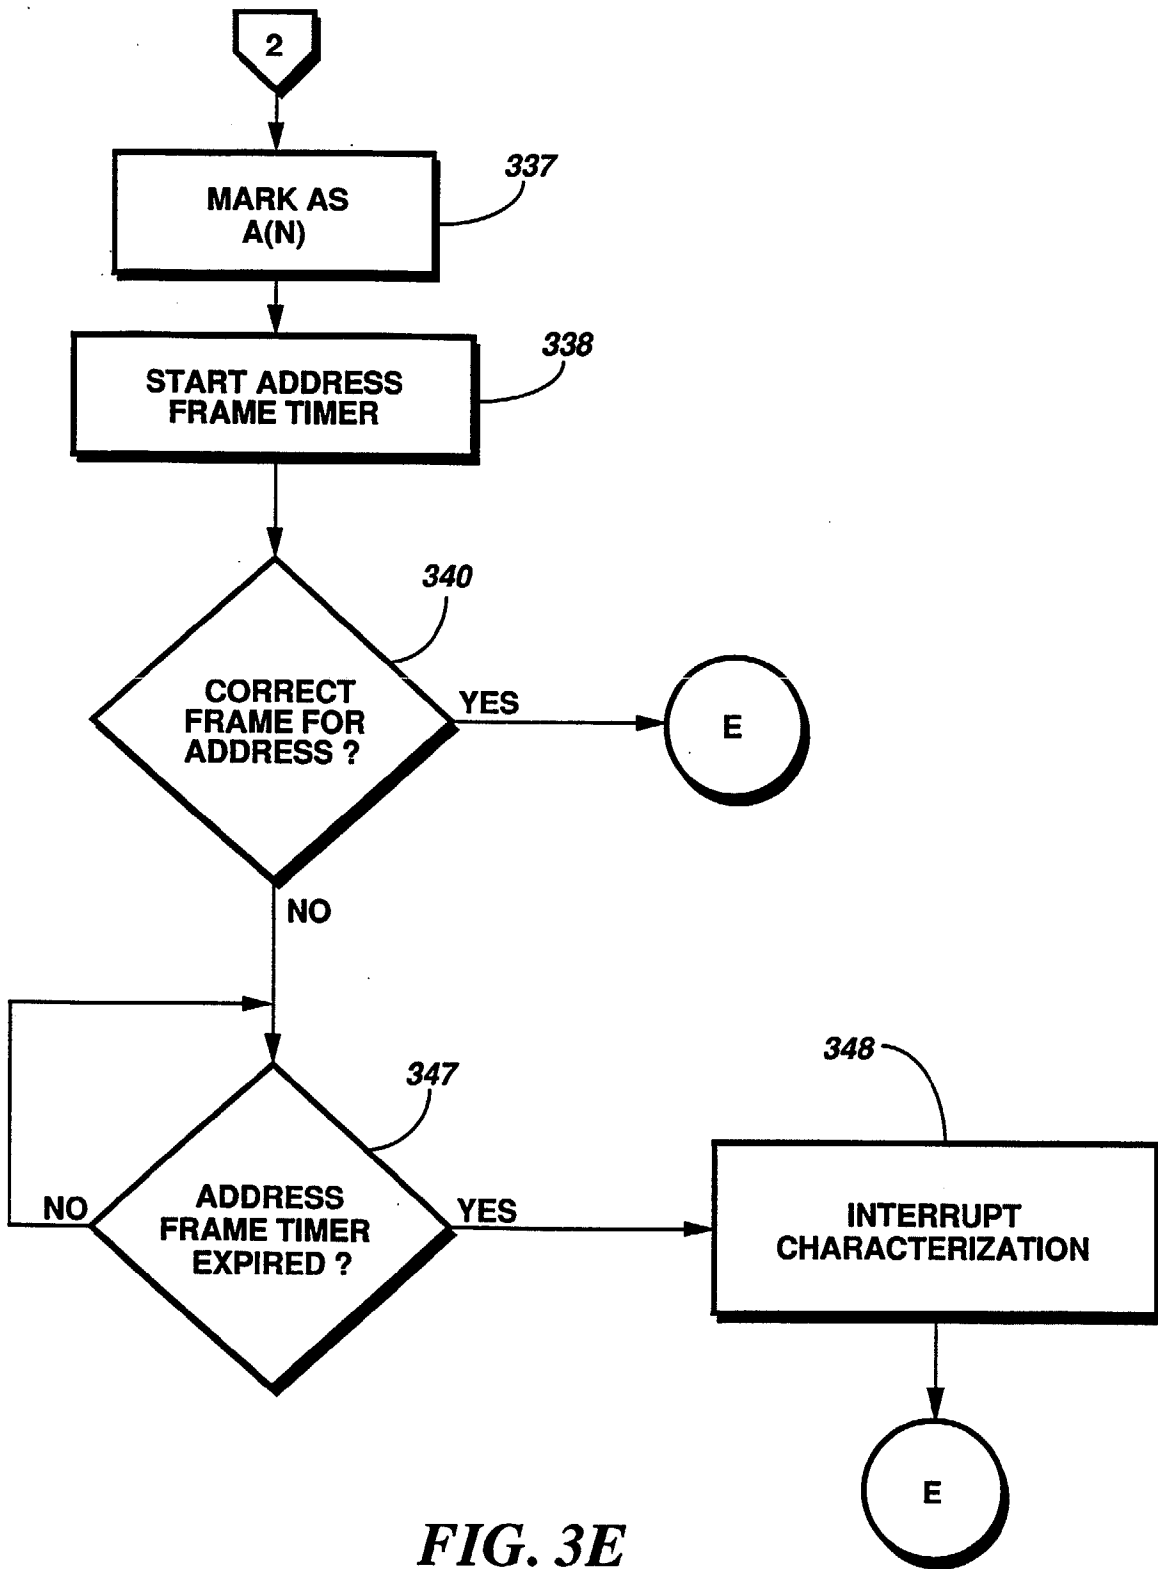 2
337
MARK AS
A(N)
338
START ADDRESS
FRAME TIMER
340
CORRECT
FRAME FOR
ADDRESS ?
YES
E
NO
348
347
ADDRESS
FRAME TIMER
EXPIRED ?
NO
YES
INTERRUPT
CHARACTERIZATION
E
FIG. 3E